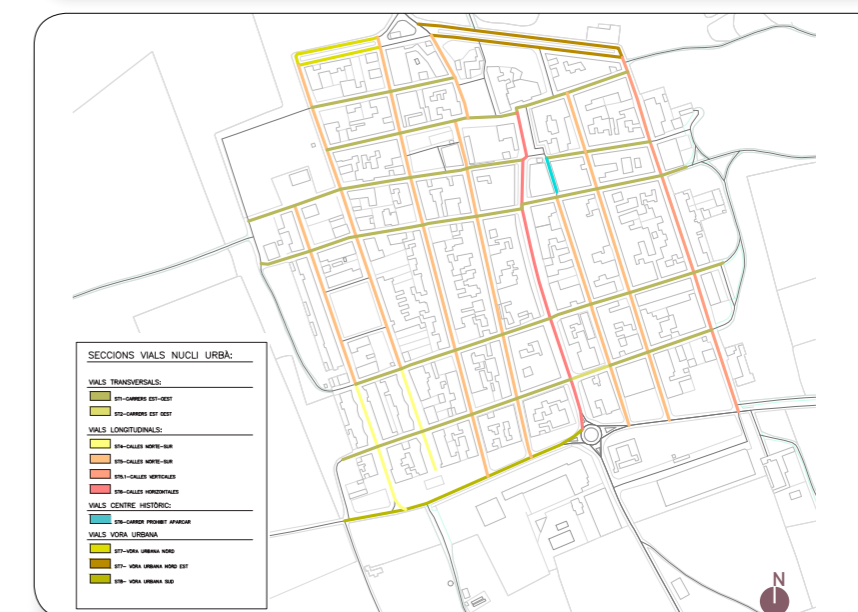 SECCIONS VIALS NUCLI URBÀ:
VIALS TRANSVERSALS:
ST1-CARRERS EST-OEST
ST2-CARRERS EST OEST
VIALS LONGITUDINALS:
ST4-CALLES NORTE-SUR
ST5-CALLES NORTE-SUR
ST5.1-CALLES VERTICALES
ST6-CALLES HORIZONTALES
VIALS CENTRE HISTÒRIC:
ST6-CARRER PROHIBIT APARCAR
VIALS VORA URBANA
ST7-VORA URBANA NORD
ST7- VORA URBANA NORD EST
ST8- VORA URBANA SUD
N